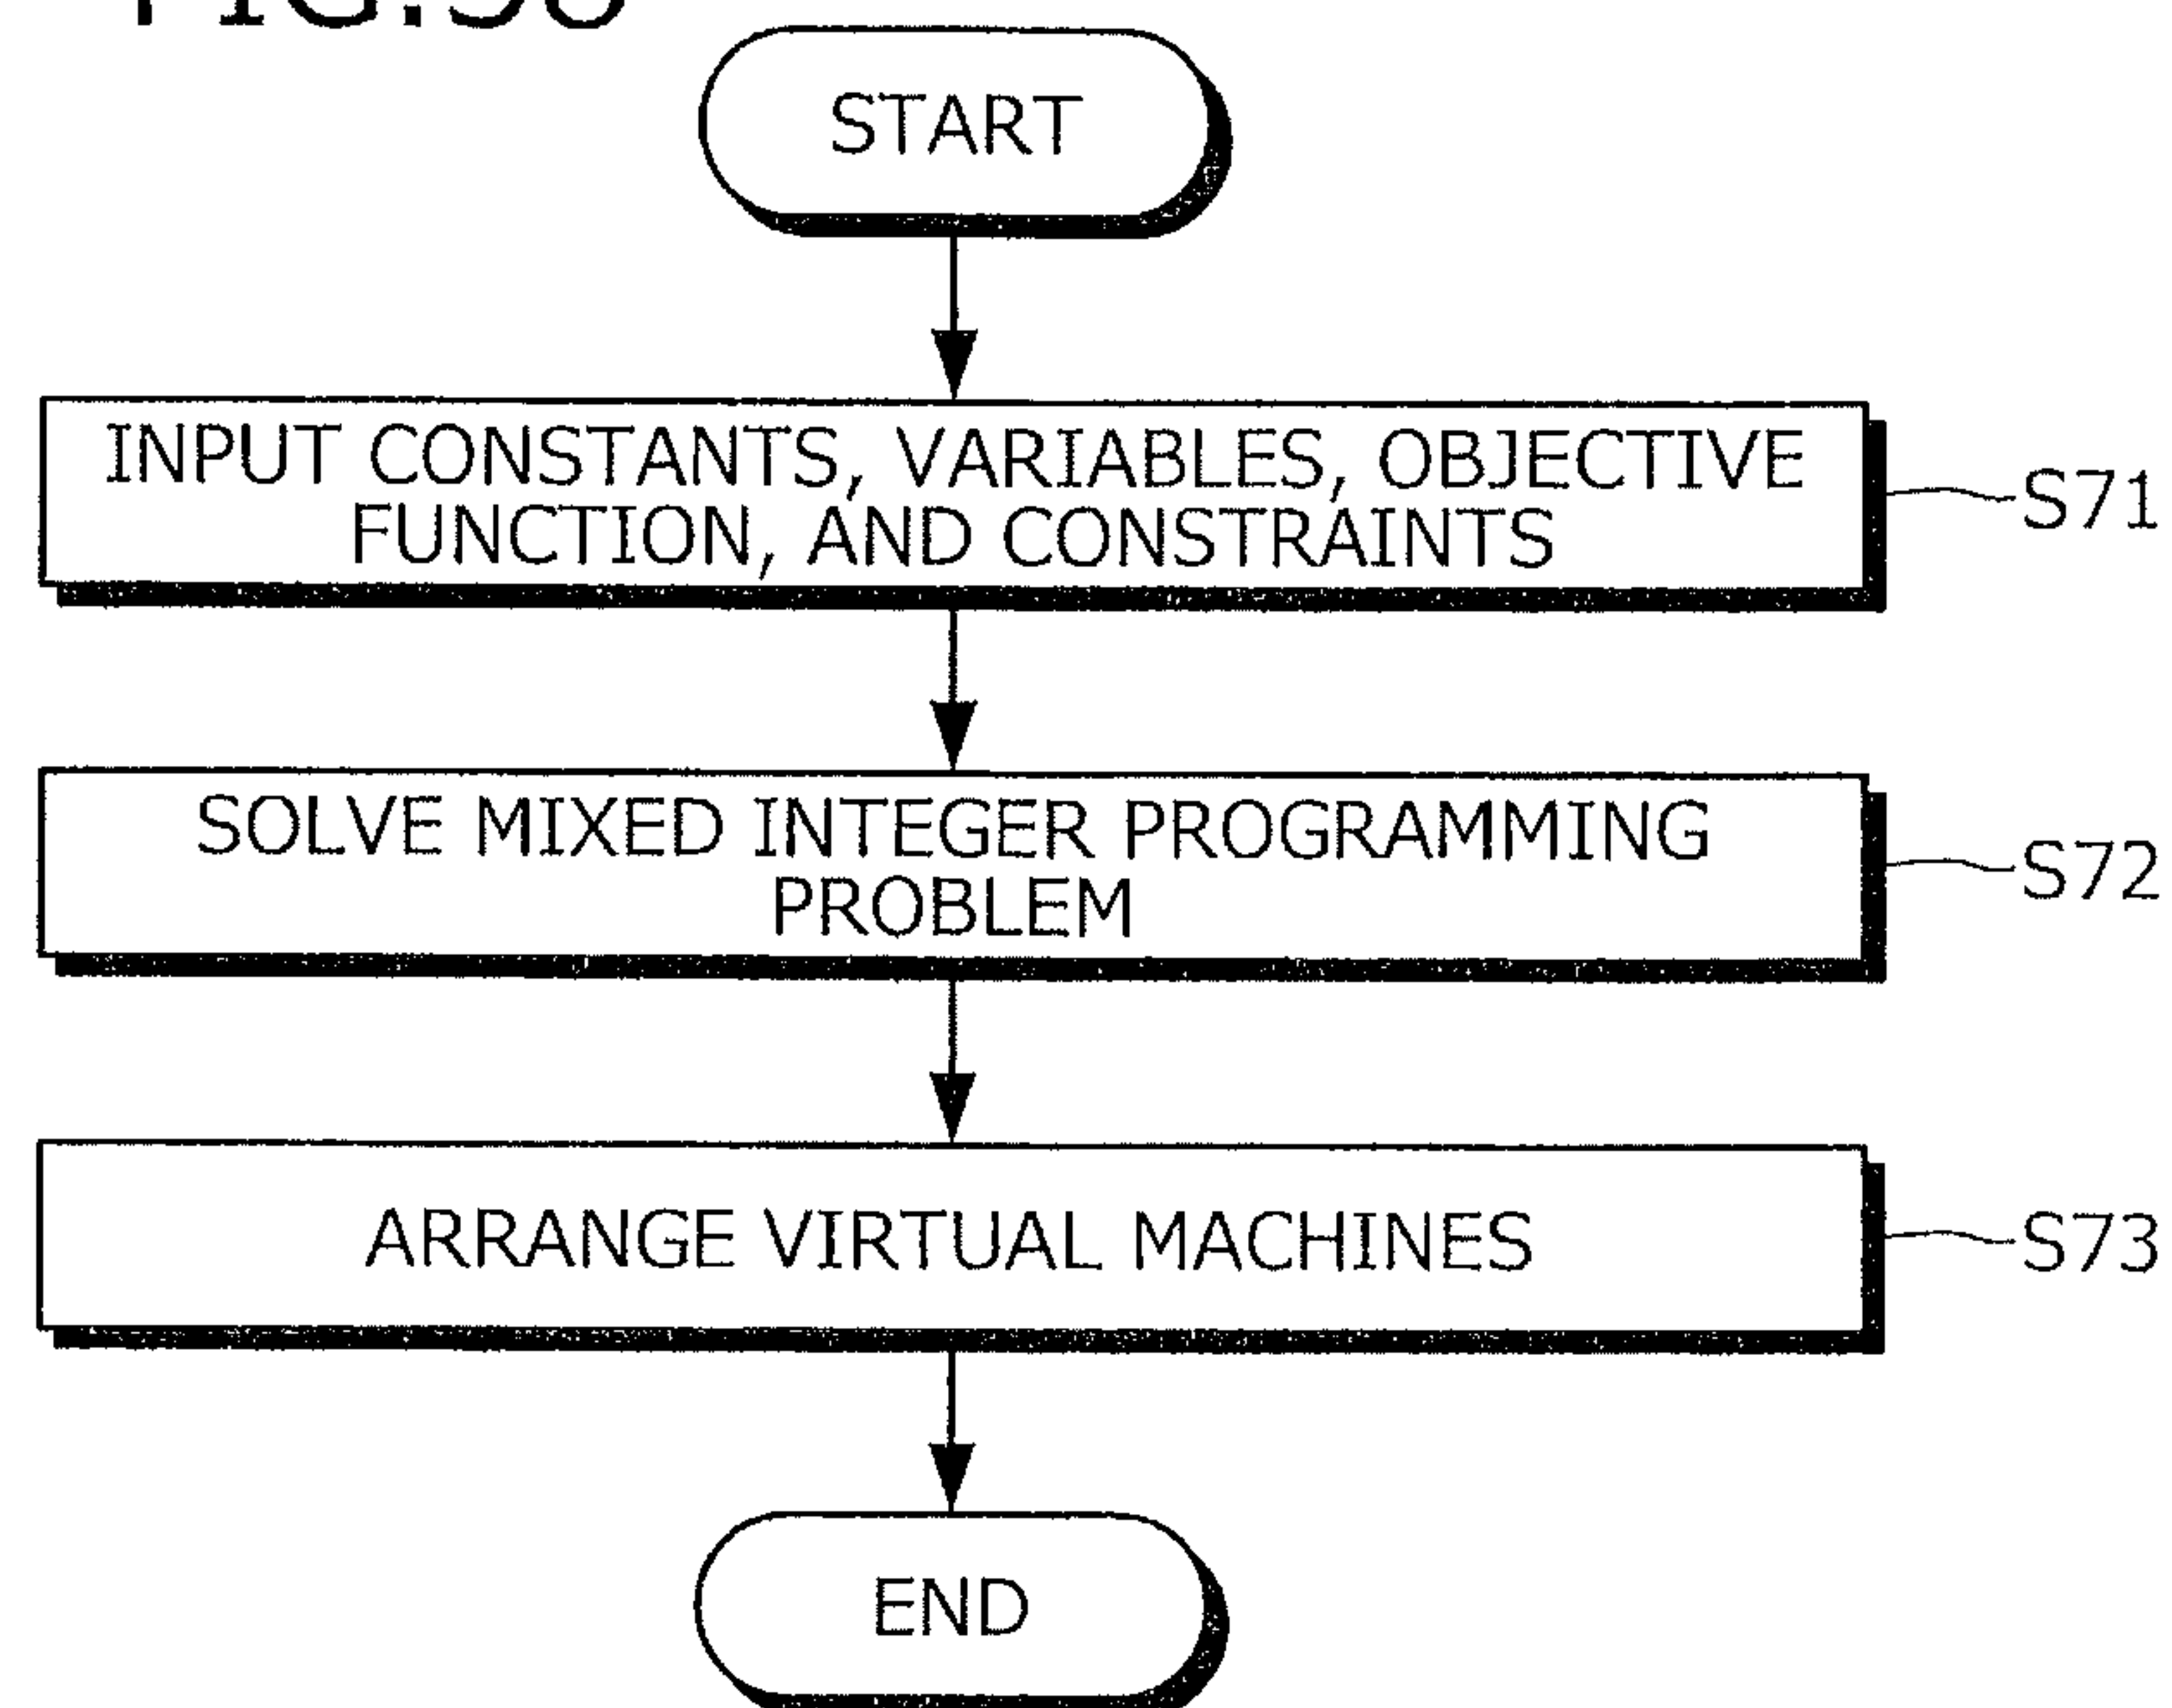 START
INPUT CONSTANTS, VARIABLES, OBJECTIVE
FUNCTION, AND CONSTRAINTS
S71
SOLVE MIXED INTEGER PROGRAMMING
PROBLEM
S72
ARRANGE VIRTUAL MACHINES
S73
END